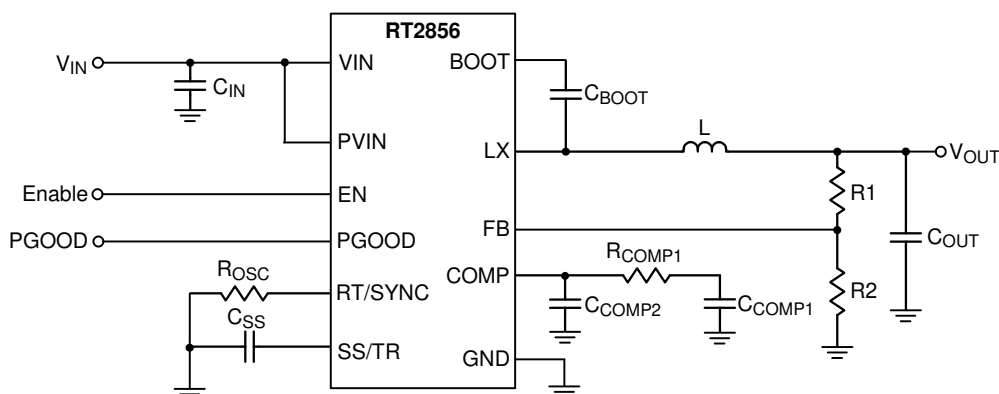 RT2856
V_IN
VIN
BOOT
C_IN
C_BOOT
PVIN
LX
L
V_OUT
Enable
EN
R1
PGOOD
PGOOD
FB
C_OUT
R_OSC
RT/SYNC
COMP
R_COMP1
R2
C_SS
C_COMP2
C_COMP1
SS/TR
GND